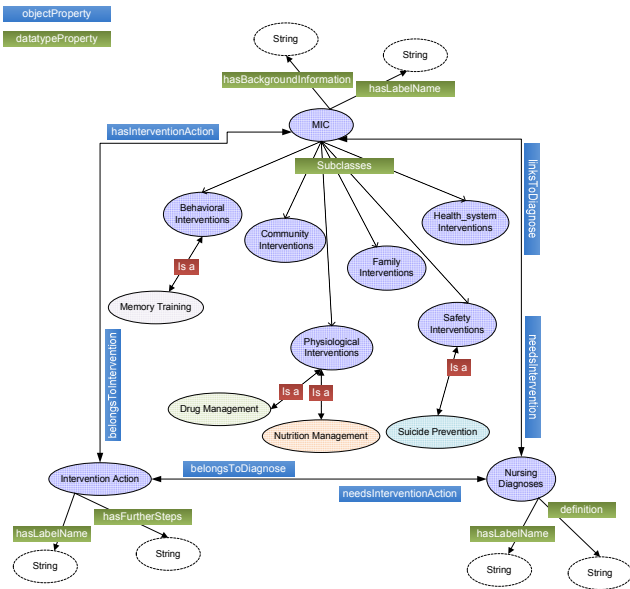 objectProperty
datatypeProperty
String
String
hasBackgroundInformation
hasLabelName
MIC
hasInterventionAction
Subclasses
linksToDiagnose
Behavioral
Interventions
Community
Interventions
Family
Interventions
Health_system
Interventions
Is a
Memory Training
Physiological
Interventions
Safety
Interventions
belongsToIntervention
needsIntervention
Is a
Is a
Is a
Drug Management
Nutrition Management
Suicide Prevention
belongsToDiagnose
Intervention Action
needsInterventionAction
Nursing
Diagnoses
hasFurtherSteps
hasLabelName
definition
hasLabelName
String
String
String
String